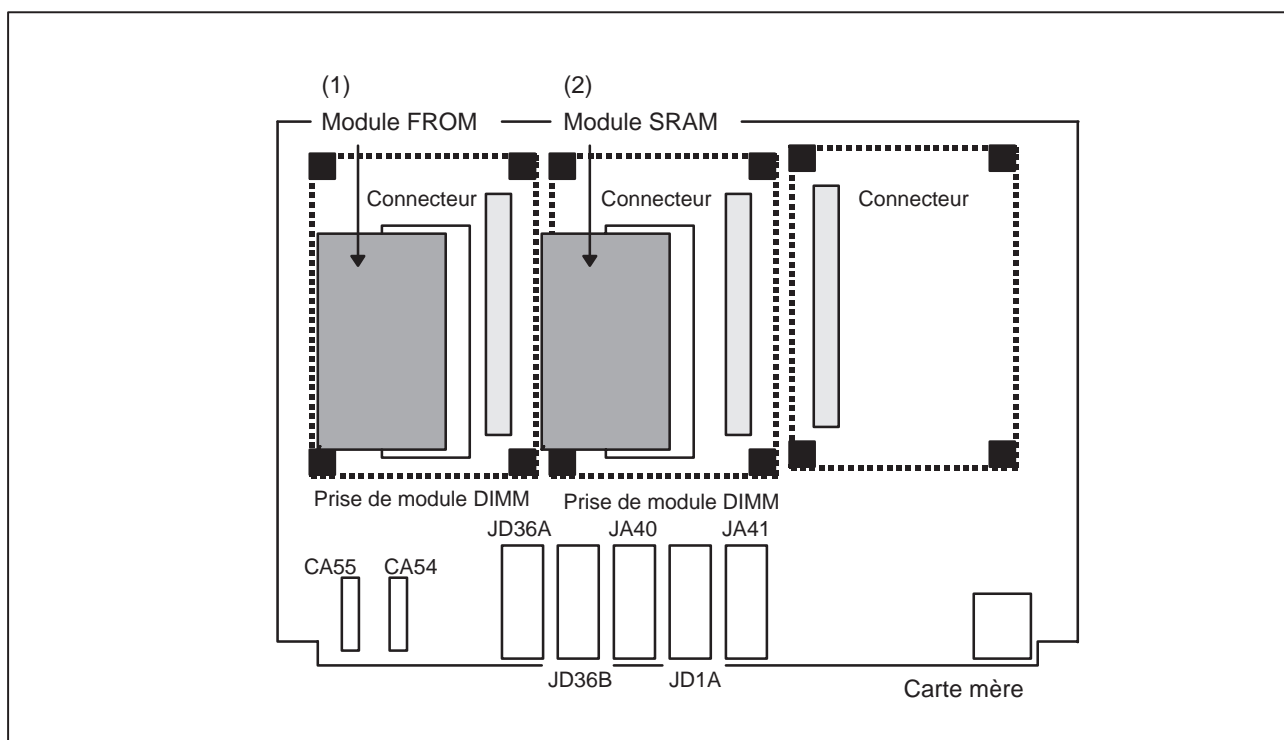 (1)
Module FROM
(2)
Module SRAM
Connecteur
Connecteur
Connecteur
Prise de module DIMM
Prise de module DIMM
JD36A
JA40
JA41
CA55
CA54
JD36B
JD1A
Carte mère